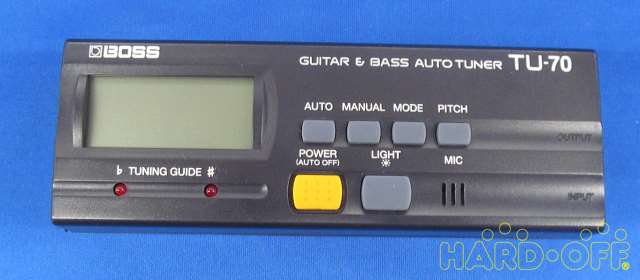 BOSS
GUITAR & BASS AUTO TUNER TU-70
AUTO MANUAL MODE PITCH
OUTPUT
POWER
(AUTO OFF)
LIGHT
MIC
♭ TUNING GUIDE ♯
INPUT
HARD-OFF